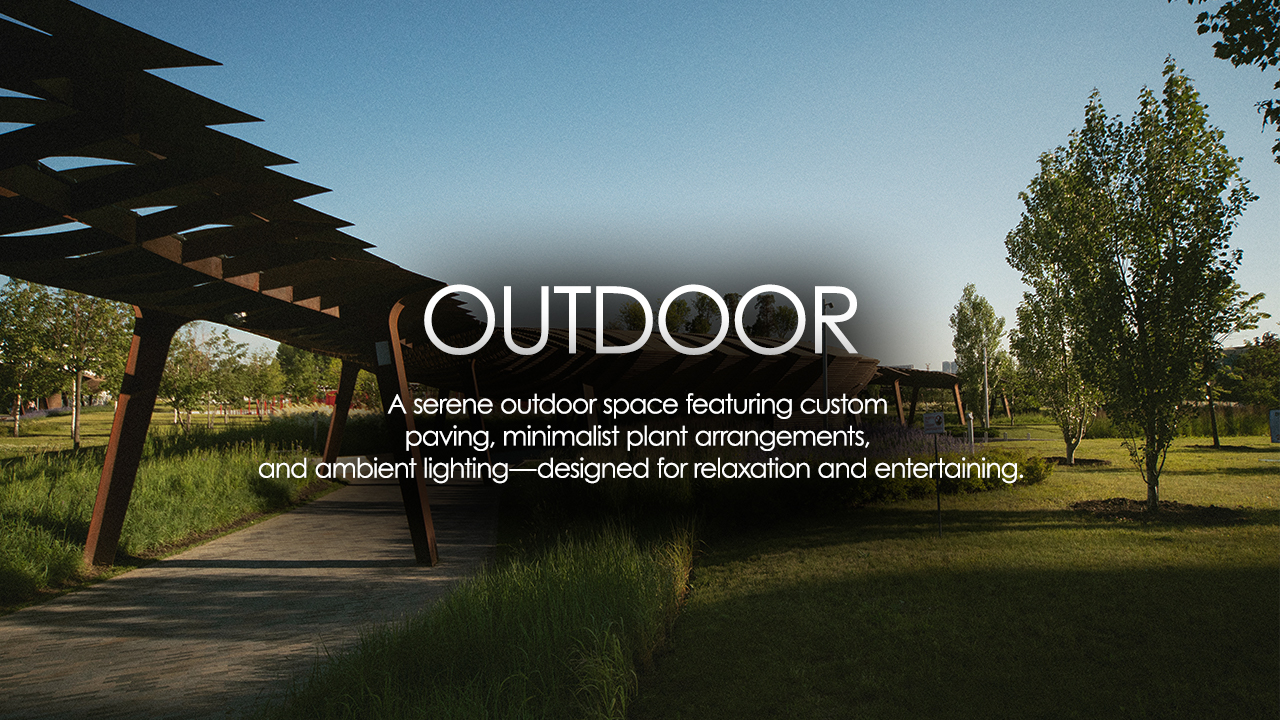 OUTDOOR
A serene outdoor space featuring custom
paving, minimalist plant arrangements,
and ambient lighting—designed for relaxation and entertaining.